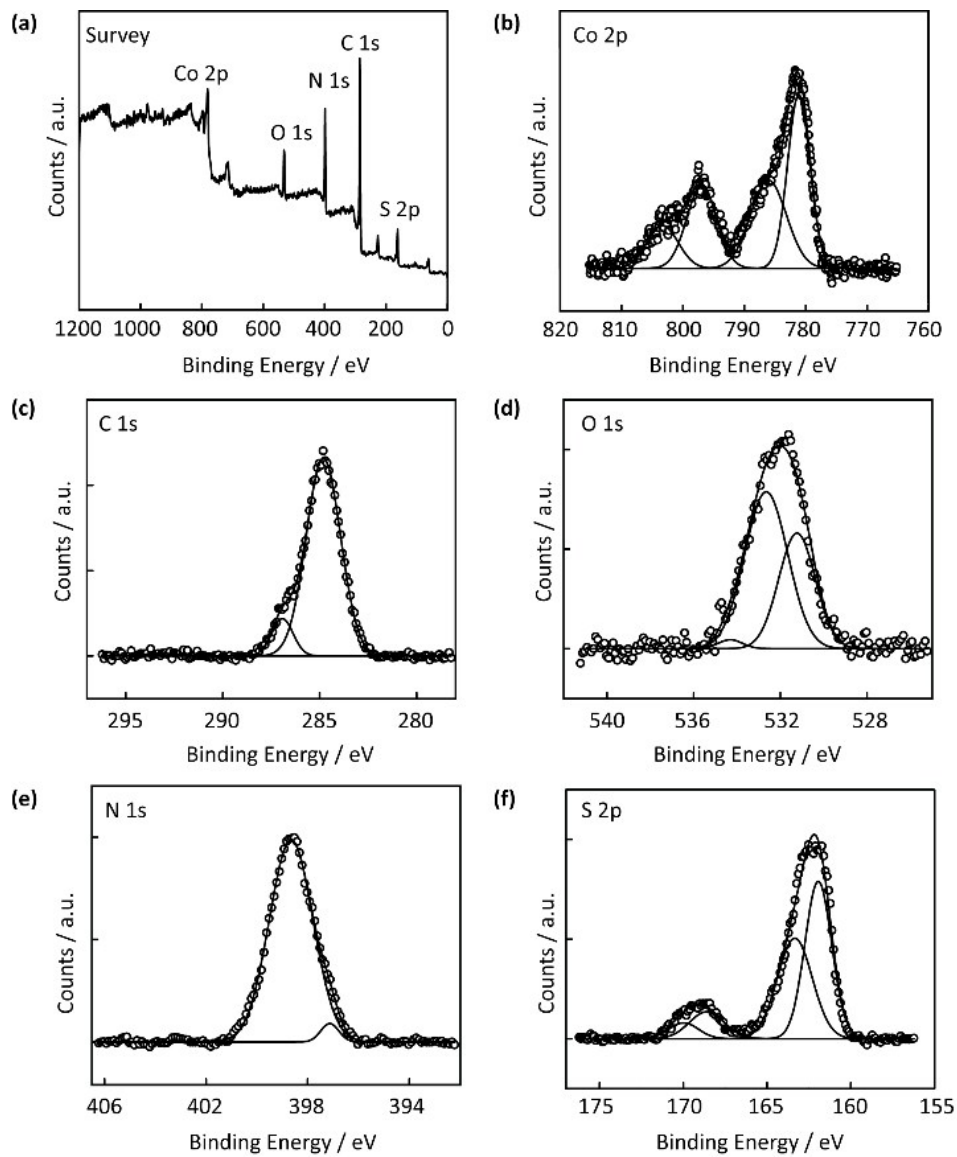 (a)
Survey
Co 2p
O 1s
N 1s
C 1s
S 2p
Counts / a.u.
1200 1000 800 600 400 200 0
Binding Energy / eV
(b)
Co 2p
Counts / a.u.
820 810 800 790 780 770 760
Binding Energy / eV
(c)
C 1s
Counts / a.u.
295 290 285 280
Binding Energy / eV
(d)
O 1s
Counts / a.u.
540 536 532 528
Binding Energy / eV
(e)
N 1s
Counts / a.u.
406 402 398 394
Binding Energy / eV
(f)
S 2p
Counts / a.u.
175 170 165 160 155
Binding Energy / eV